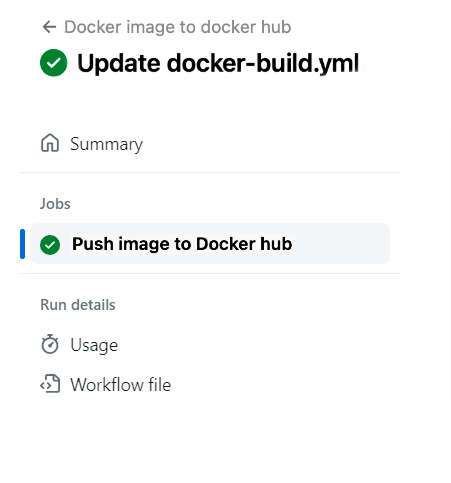 Docker image to docker hub
Update docker-build.yml
Summary
Jobs
Push image to Docker hub
Run details
Usage
Workflow file